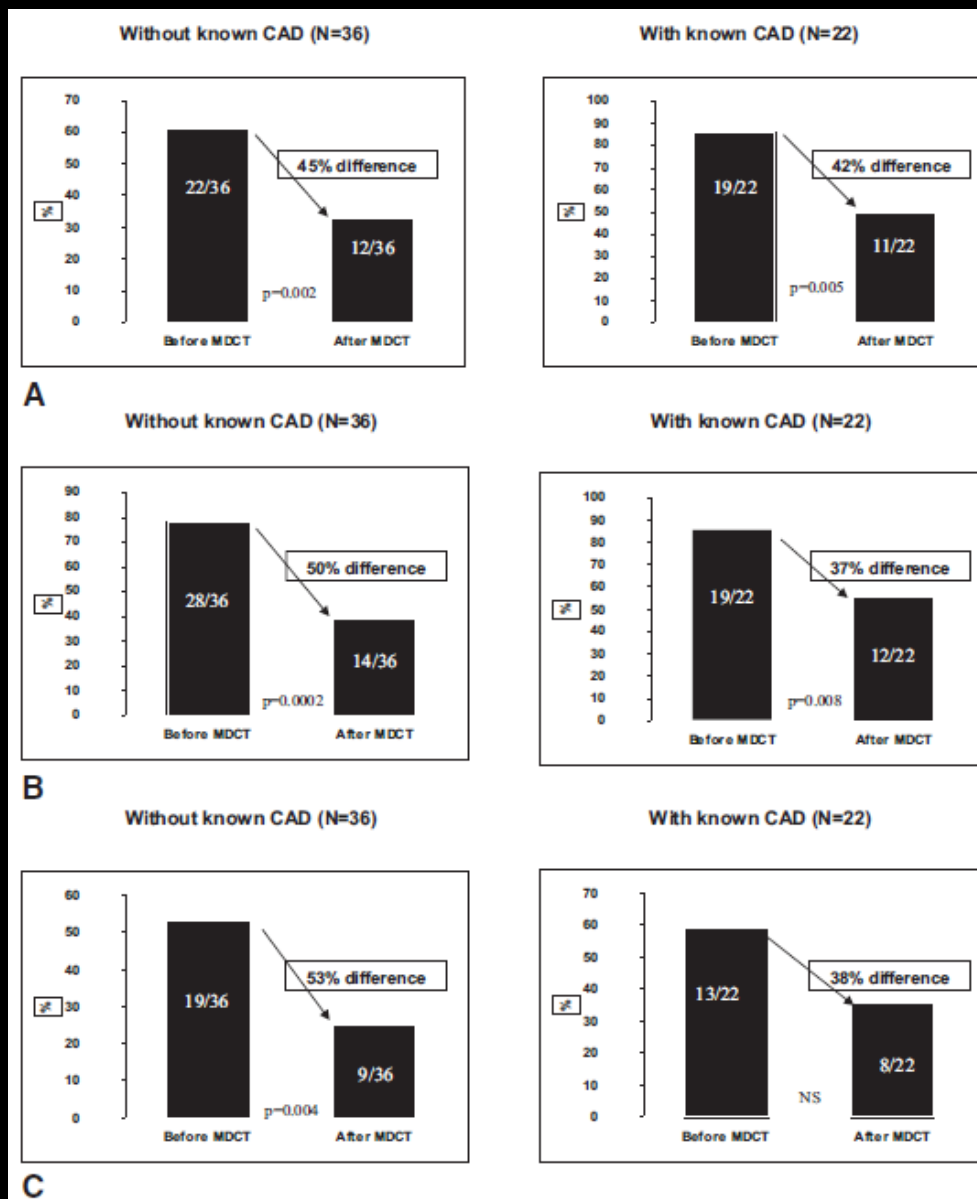 Without known CAD (N=36)
With known CAD (N=22)
70
60
50
40
30
20
10
0
%
22/36
12/36
45% difference
p=0.002
Before MDCT
After MDCT
100
90
80
70
60
50
40
30
20
10
0
%
19/22
11/22
42% difference
p=0.005
Before MDCT
After MDCT
A
Without known CAD (N=36)
With known CAD (N=22)
90
80
70
60
50
40
30
20
10
0
%
28/36
14/36
50% difference
p=0.0002
Before MDCT
After MDCT
100
90
80
70
60
50
40
30
20
10
0
%
19/22
12/22
37% difference
p=0.008
Before MDCT
After MDCT
B
Without known CAD (N=36)
With known CAD (N=22)
60
50
40
30
20
10
0
%
19/36
9/36
53% difference
p=0.004
Before MDCT
After MDCT
70
60
50
40
30
20
10
0
%
13/22
8/22
38% difference
NS
Before MDCT
After MDCT
C